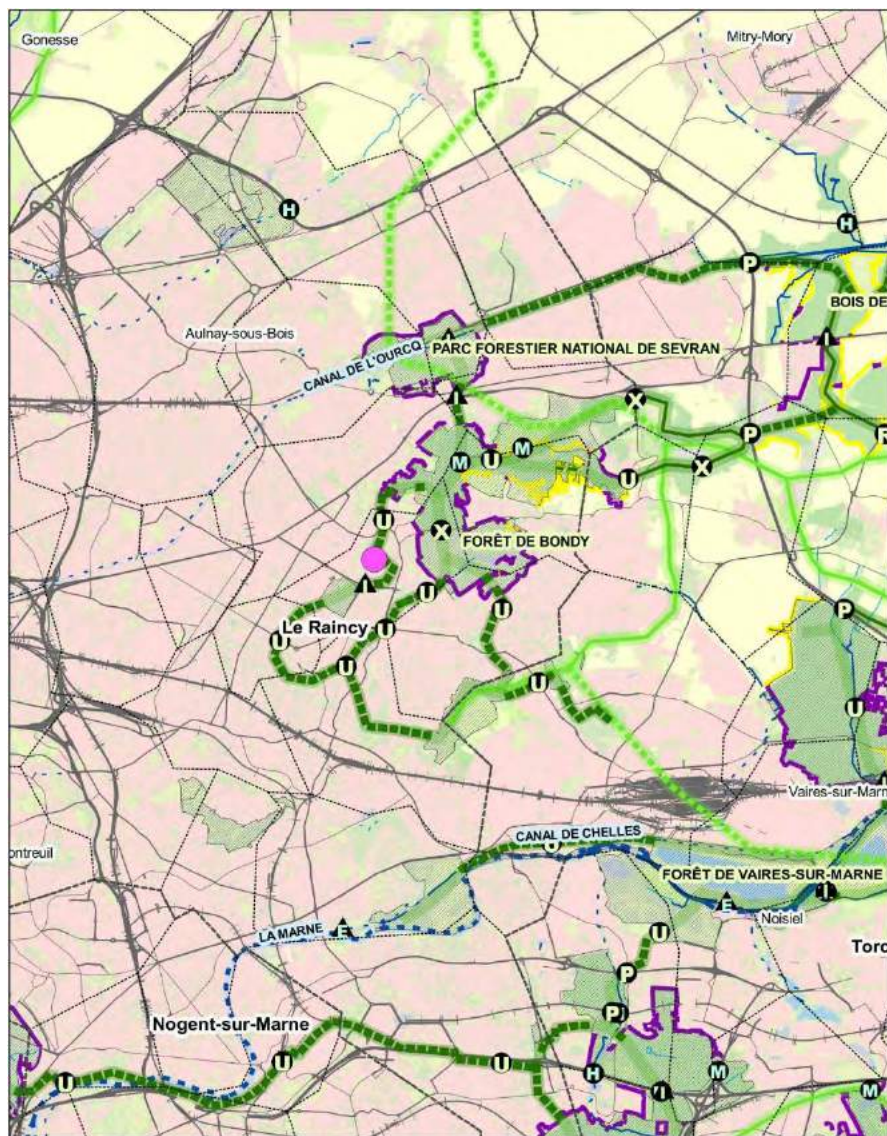 Gonesse
Mitry-Mory
H
H
P
BOIS DE
Aulnay-sous-Bois
CANAL DE L'OURCQ
PARC FORESTIER NATIONAL DE SEVRAN
I
I
X
P
M
U
M
X
U
U
X
FORÊT DE BONDY
I
U
U
P
Le Raincy
U
U
U
U
U
Vaires-sur-Marn
ontreuil
CANAL DE CHELLES
U
FORÊT DE VAIRES-SUR-MARNE
LA MARNE
E
E
Noisiel
U
Torc
P
P
Nogent-sur-Marne
U
U
U
H
M
I
M